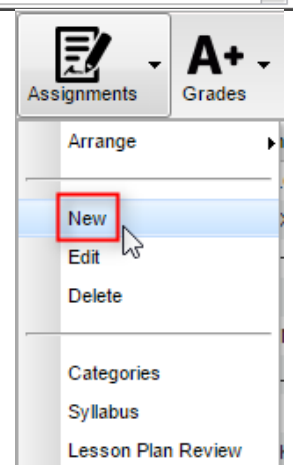 A+
Assignments
Grades
Arrange
New
Edit
Delete
Categories
Syllabus
Lesson Plan Review